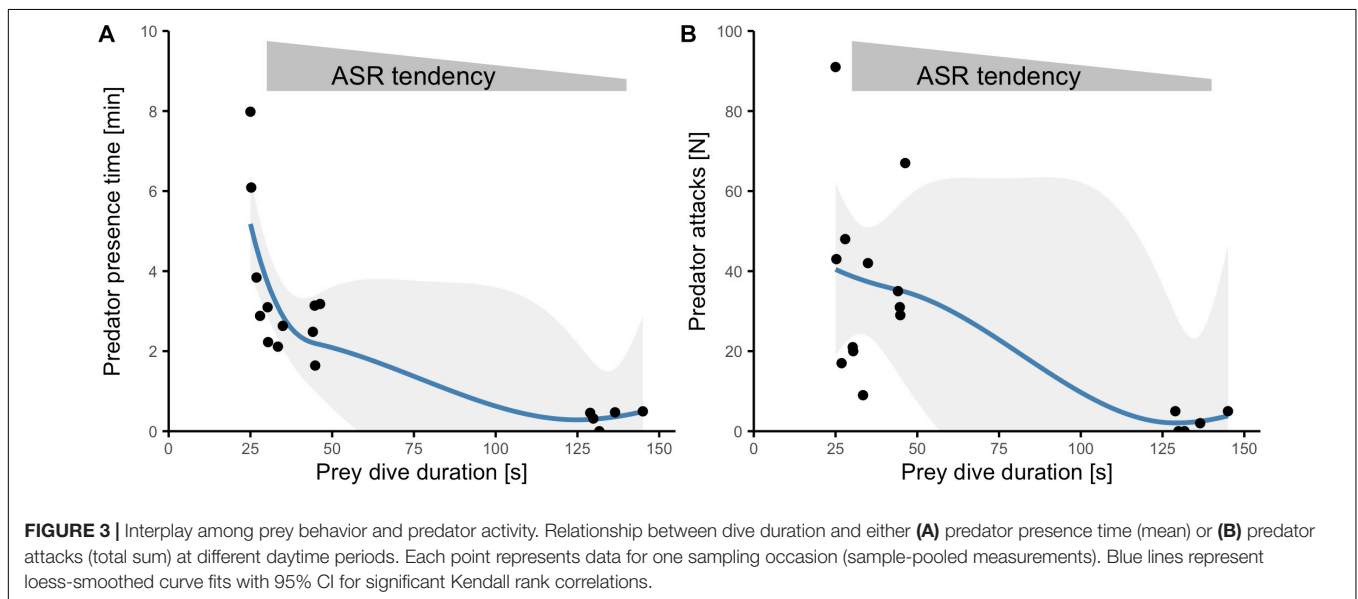 A
10
8
6
4
2
0
Predator presence time [min]
ASR tendency
0 25 50 75 100 125 150
Prey dive duration [s]
B
100
80
60
40
20
0
Predator attacks [N]
ASR tendency
0 25 50 75 100 125 150
Prey dive duration [s]
FIGURE 3 | Interplay among prey behavior and predator activity. Relationship between dive duration and either (A) predator presence time (mean) or (B) predator
attacks (total sum) at different daytime periods. Each point represents data for one sampling occasion (sample-pooled measurements). Blue lines represent
loess-smoothed curve fits with 95% CI for significant Kendall rank correlations.